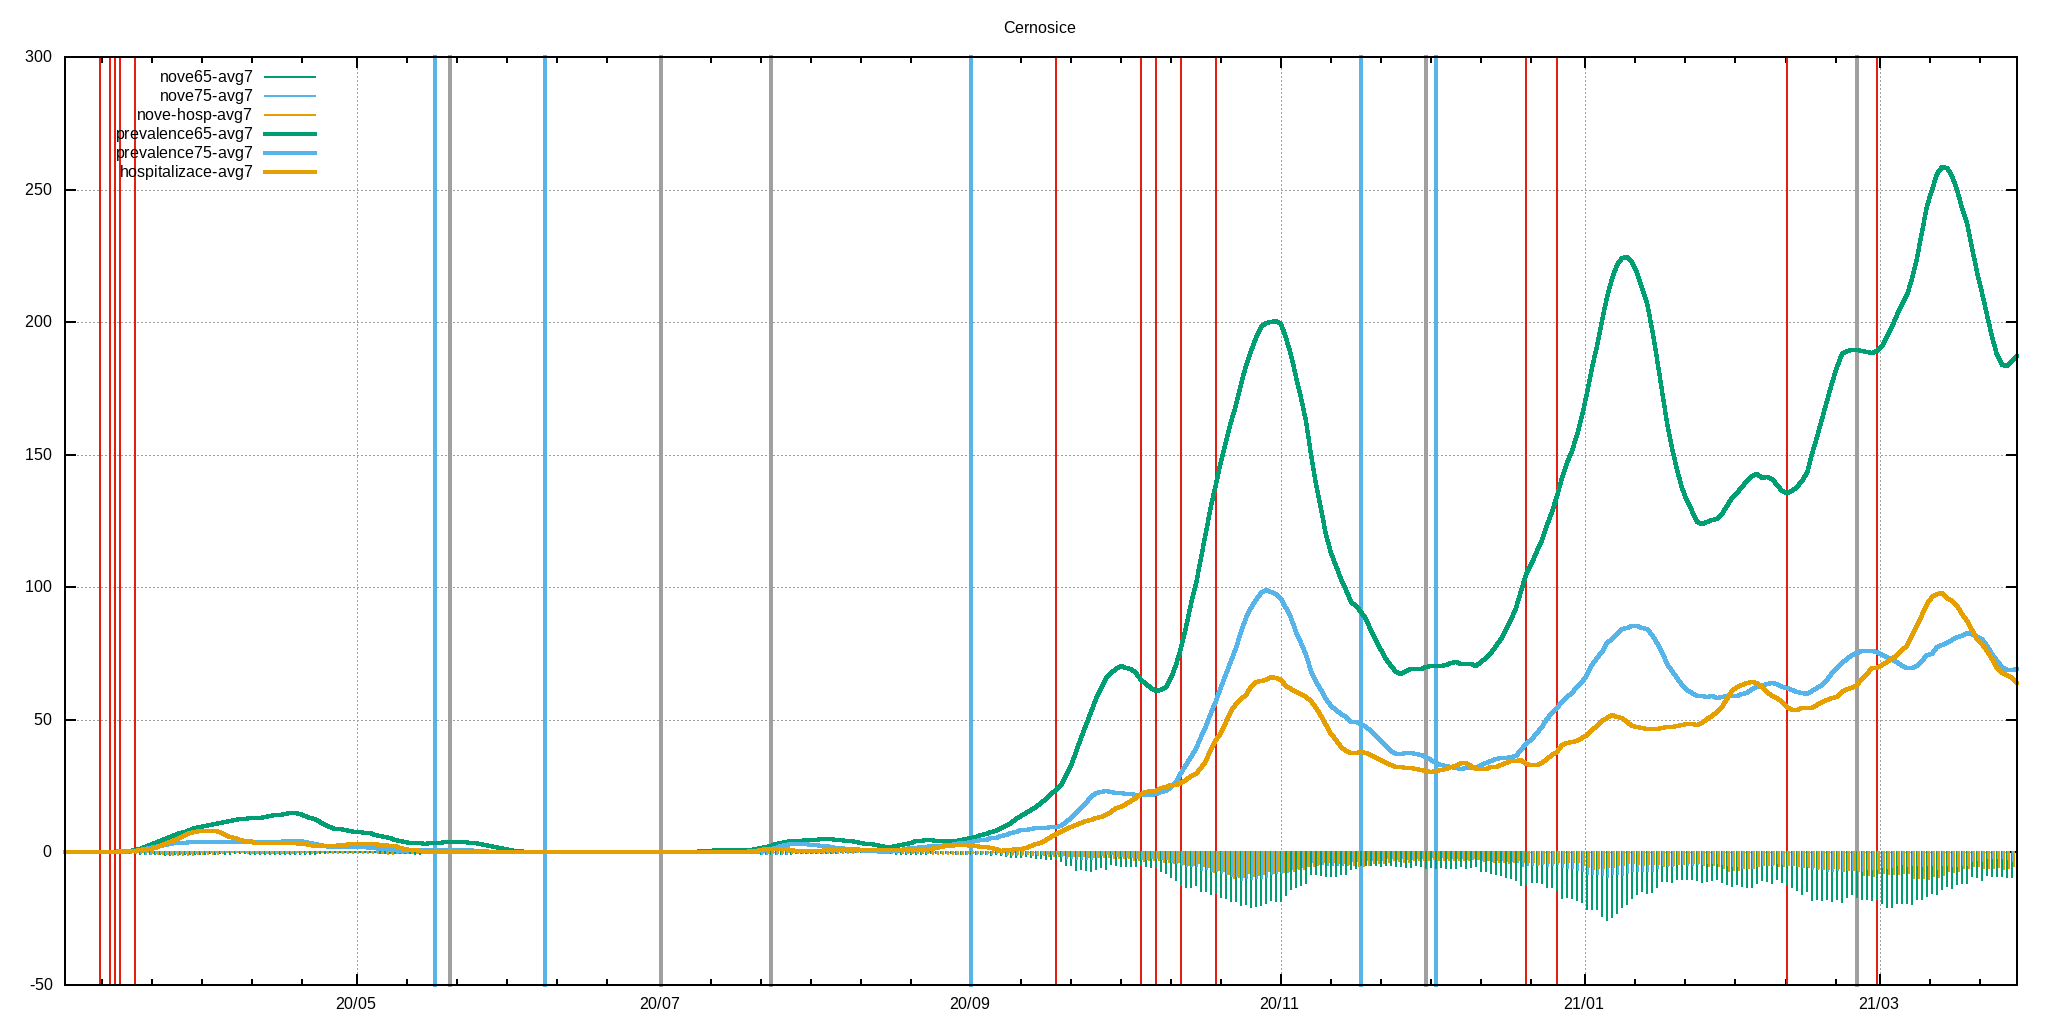 Cernosice
300
250
200
150
100
50
0
-50
nove65-avg7
nove75-avg7
nove-hosp-avg7
prevalence65-avg7
prevalence75-avg7
hospitalizace-avg7
20/05 20/07 20/09 20/11 21/01 21/03